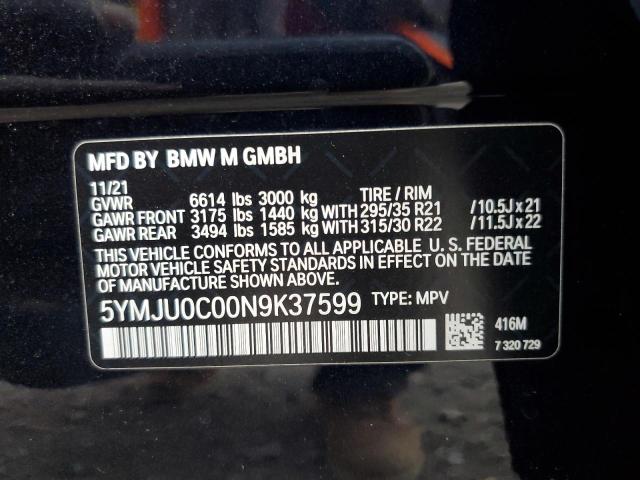 MFD BY BMW M GMBH
11/21
GVWR 6614 lbs 3000 kg TIRE / RIM
GAWR FRONT 3175 lbs 1440 kg WITH 295/35 R21 /10.5J x 21
GAWR REAR 3494 lbs 1585 kg WITH 315/30 R22 /11.5J x 22
THIS VEHICLE CONFORMS TO ALL APPLICABLE U. S. FEDERAL
MOTOR VEHICLE SAFETY STANDARDS IN EFFECT ON THE DATE
OF MANUFACTURE SHOWN ABOVE.
5YMJU0C00N9K37599 TYPE: MPV
416M
7 320 729